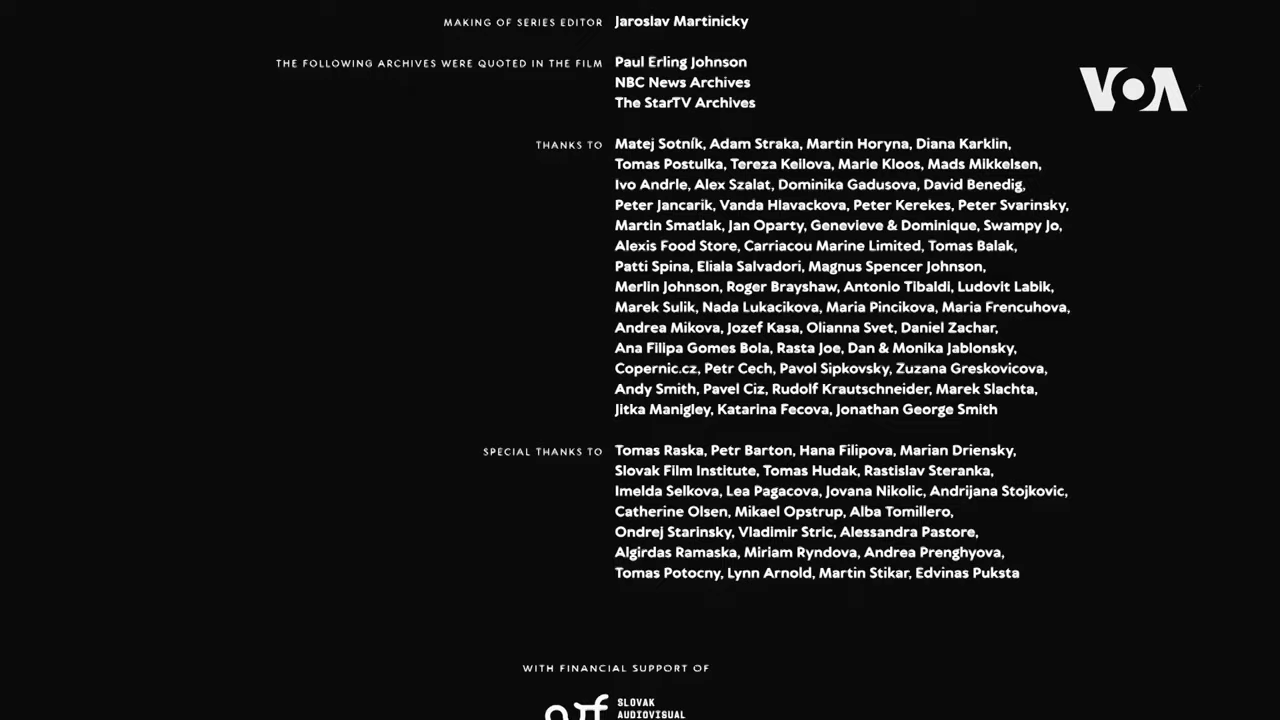 MAKING OF SERIES EDITOR Jaroslav Martinicky
THE FOLLOWING ARCHIVES WERE QUOTED IN THE FILM Paul Erling Johnson
NBC News Archives
The StarTV Archives
VOA
THANKS TO Matej Sotník, Adam Straka, Martin Horyna, Diana Karklin,
Tomas Postulka, Tereza Keilova, Marie Kloos, Mads Mikkelsen,
Ivo Andrle, Alex Szalat, Dominika Gadusova, David Benedig,
Peter Jancarik, Vanda Hlavackova, Peter Kerekes, Peter Svarinsky,
Martin Smatlak, Jan Oparty, Genevieve & Dominique, Swampy Jo,
Alexis Food Store, Carriacou Marine Limited, Tomas Balak,
Patti Spina, Eliala Salvadori, Magnus Spencer Johnson,
Merlin Johnson, Roger Brayshaw, Antonio Tibaldi, Ludovit Labik,
Marek Sulik, Nada Lukacikova, Maria Pincikova, Maria Frencuhova,
Andrea Mikova, Jozef Kasa, Olianna Svet, Daniel Zachar,
Ana Filipa Gomes Bola, Rasta Joe, Dan & Monika Jablonsky,
Copernic.cz, Petr Cech, Pavol Sipkovsky, Zuzana Greskovicova,
Andy Smith, Pavel Ciz, Rudolf Krautschneider, Marek Slachta,
Jitka Manigley, Katarina Fecova, Jonathan George Smith
SPECIAL THANKS TO Tomas Raska, Petr Barton, Hana Filipova, Marian Driensky,
Slovak Film Institute, Tomas Hudak, Rastislav Steranka,
Imelda Selkova, Lea Pagacova, Jovana Nikolic, Andrijana Stojkovic,
Catherine Olsen, Mikael Opstrup, Alba Tomillero,
Ondrej Starinsky, Vladimir Stric, Alessandra Pastore,
Algirdas Ramaska, Miriam Ryndova, Andrea Prenghyova,
Tomas Potocny, Lynn Arnold, Martin Stikar, Edvinas Puksta
WITH FINANCIAL SUPPORT OF
SLOVAK
AUDIOVISUAL